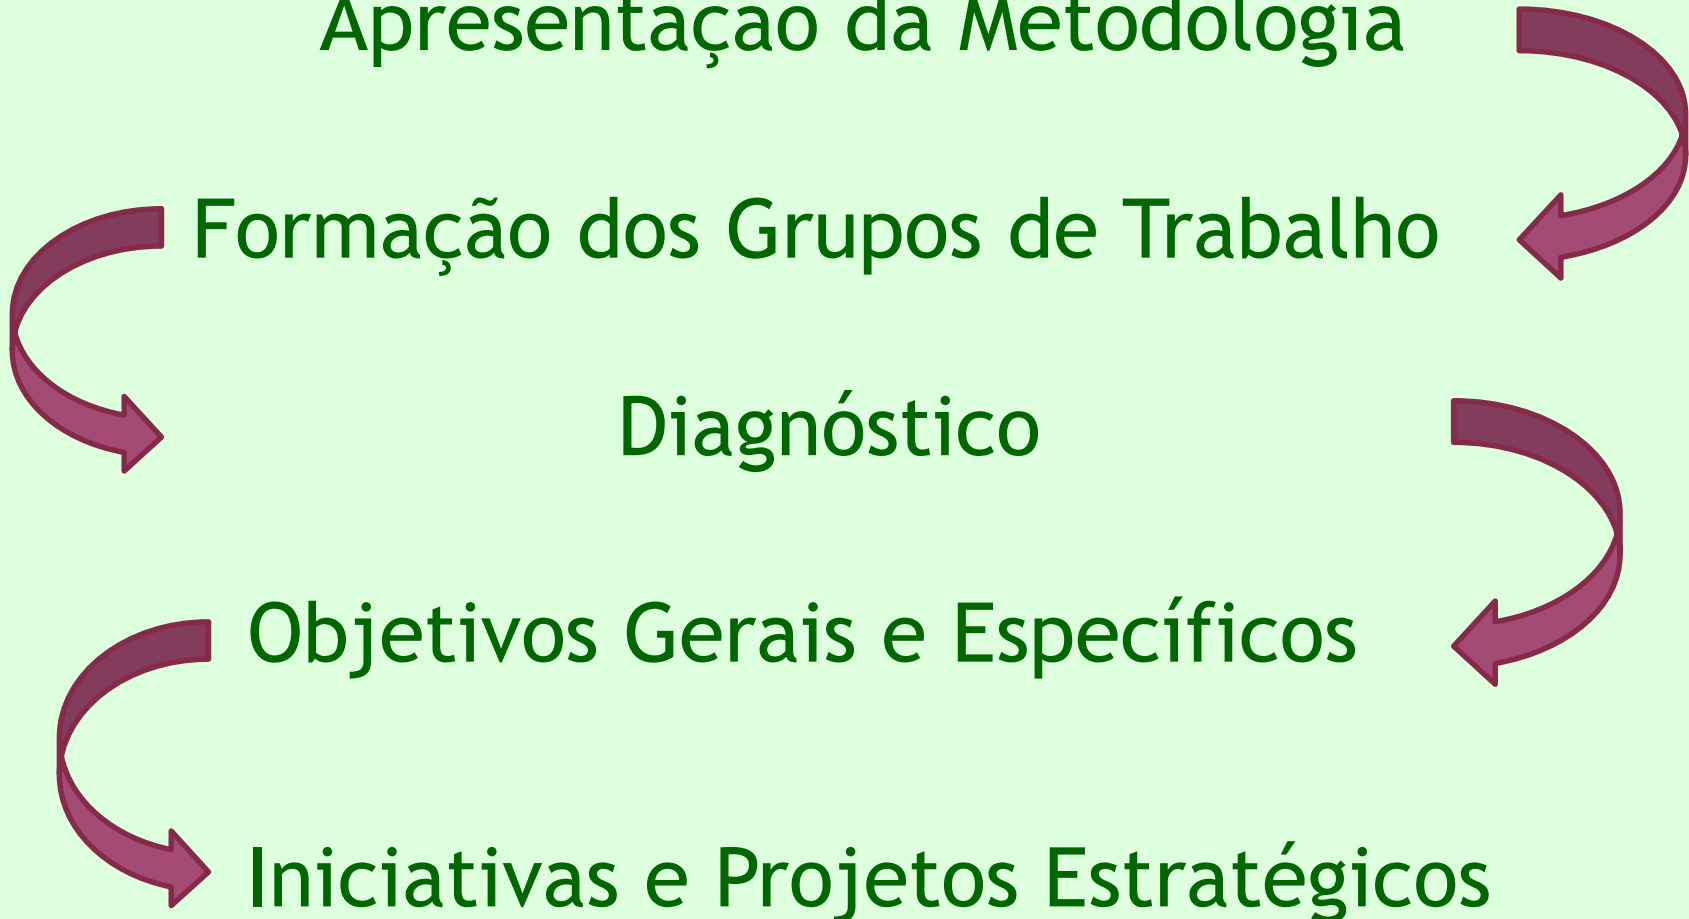 Apresentação da Metodologia
Formação dos Grupos de Trabalho
Diagnóstico
Objetivos Gerais e Específicos
Iniciativas e Projetos Estratégicos